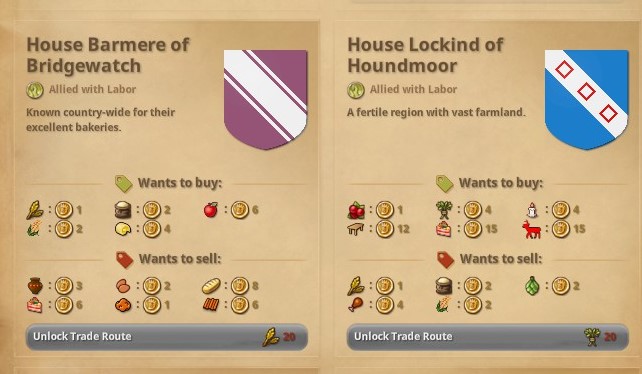 House Barmere of
Bridgewatch
Allied with Labor
Known country-wide for their
excellent bakeries.
Wants to buy:
: 1 : 2 : 6
: 2 : 4
Wants to sell:
: 3 : 2 : 8
: 6 : 1 : 6
Unlock Trade Route 20
House Lockind of
Houndmoor
Allied with Labor
A fertile region with vast farmland.
Wants to buy:
: 1 : 4 : 4
: 12 : 15 : 15
Wants to sell:
: 1 : 2 : 2
: 4 : 2
Unlock Trade Route 20